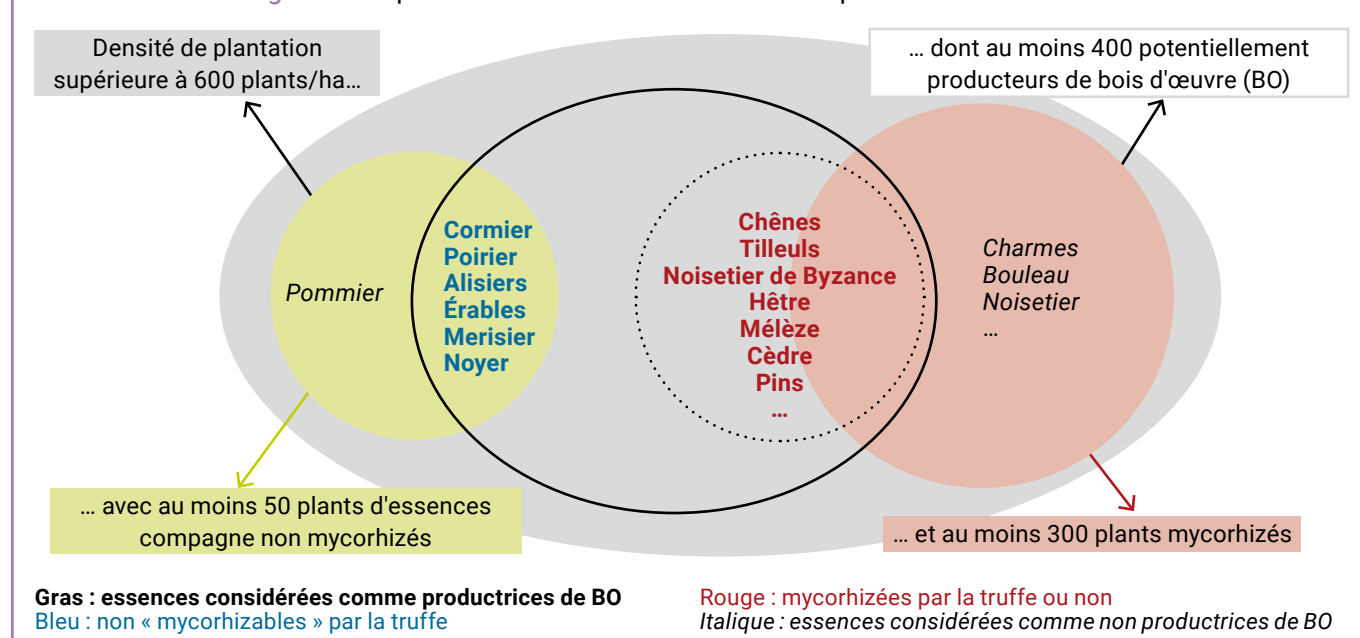 Densité de plantation
supérieure à 600 plants/ha…
… dont au moins 400 potentiellement
producteurs de bois d'œuvre (BO)
Pommier
Cormier
Poirier
Alisiers
Érables
Merisier
Noyer
Chênes
Tilleuls
Noisetier de Byzance
Hêtre
Mélèze
Cèdre
Pins
…
Charmes
Bouleau
Noisetier
…
… avec au moins 50 plants d'essences
compagne non mycorhizés
… et au moins 300 plants mycorhizés
Gras : essences considérées comme productrices de BO
Bleu : non « mycorhizables » par la truffe
Rouge : mycorhizées par la truffe ou non
Italique : essences considérées comme non productrices de BO